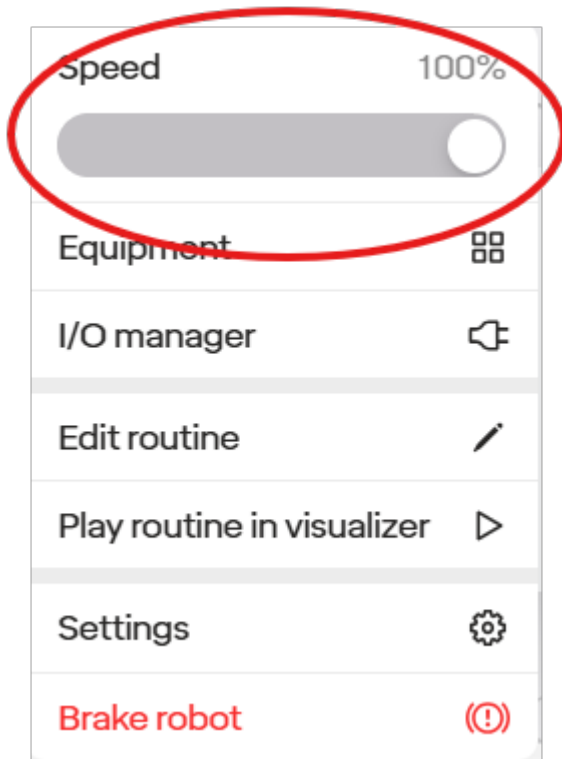 Speed 100%
Equipment
I/O manager
Edit routine
Play routine in visualizer
Settings
Brake robot